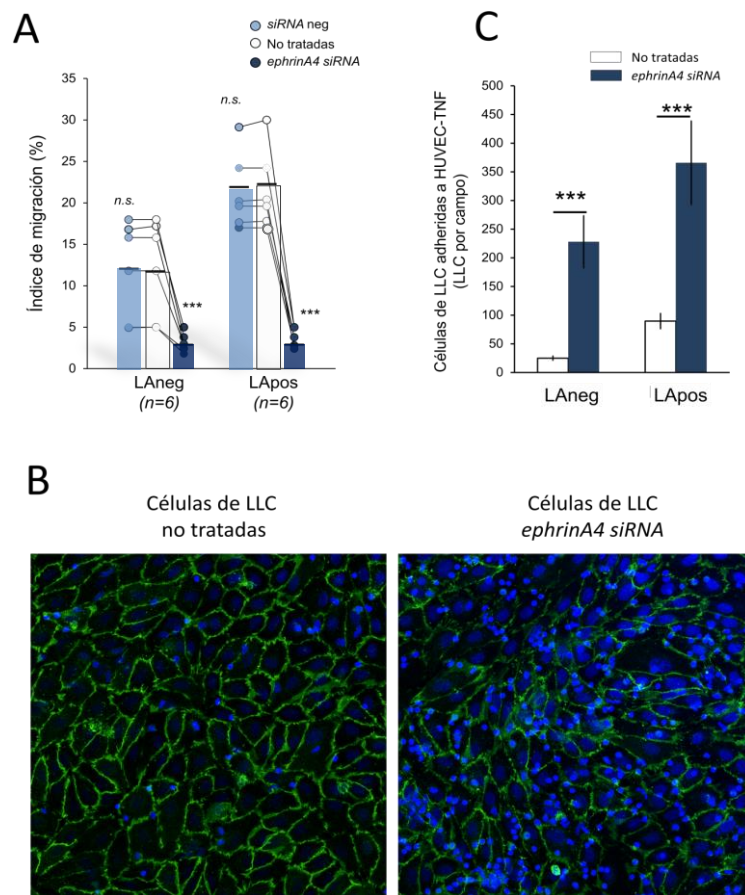 A
siRNA neg
No tratadas
ephrinA4 siRNA
Índice de migración (%)
35
30
25
20
15
10
5
0
n.s.
n.s.
***
***
LAneg
(n=6)
LApos
(n=6)
C
No tratadas
ephrinA4 siRNA
Células de LLC adheridas a HUVEC-TNF
(LLC por campo)
500
450
400
350
300
250
200
150
100
50
0
***
***
LAneg
LApos
B
Células de LLC
no tratadas
Células de LLC
ephrinA4 siRNA